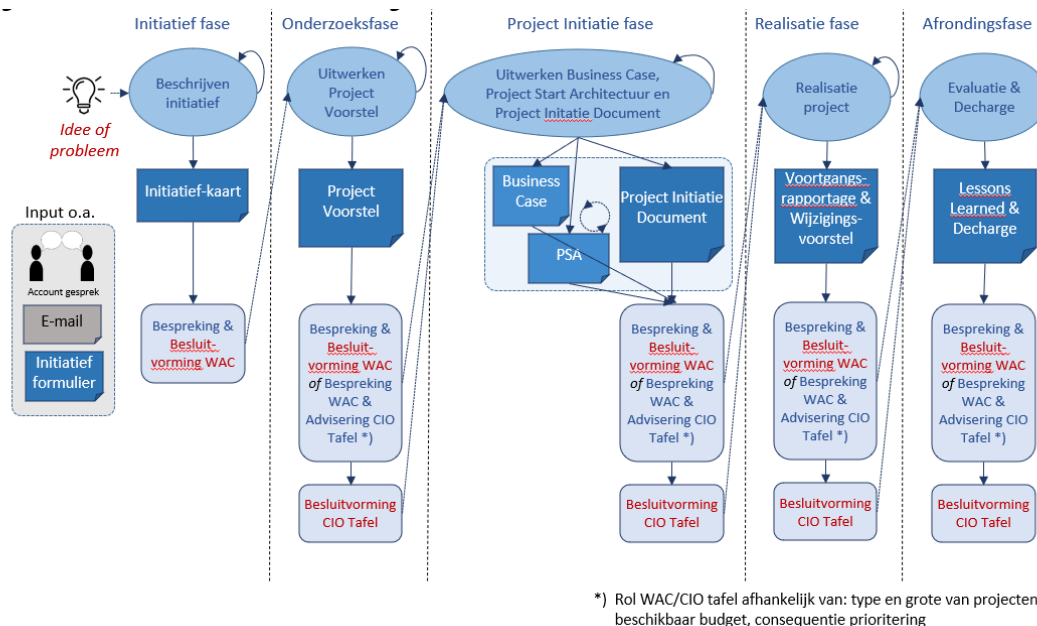 Initiatief fase
Onderzoeksfase
Project Initiatie fase
Realisatie fase
Afrondingsfase
Idee of
probleem
Beschrijven
initiatief
Uitwerken
Project
Voorstel
Uitwerken Business Case,
Project Start Architectuur en
Project Initatie Document
Realisatie
project
Evaluatie &
Decharge
Initiatief-kaart
Project
Voorstel
Business
Case
PSA
Project Initiatie
Document
Voortgangs-
rapportage &
Wijzigings-
voorstel
Lessons
Learned &
Decharge
Input o.a.
Account gesprek
E-mail
Initiatief
formulier
Bespreking &
Besluit-
vorming WAC
Bespreking &
Besluit-
vorming WAC
of Bespreking
WAC &
Advisering CIO
Tafel *)
Bespreking &
Besluit-
vorming WAC
of Bespreking
WAC &
Advisering CIO
Tafel *)
Bespreking &
Besluit-
vorming WAC
of Bespreking
WAC &
Advisering CIO
Tafel *)
Bespreking &
Besluit-
vorming WAC
of Bespreking
WAC &
Advisering CIO
Tafel *)
Besluitvorming
CIO Tafel
Besluitvorming
CIO Tafel
Besluitvorming
CIO Tafel
Besluitvorming
CIO Tafel
*) Rol WAC/CIO tafel afhankelijk van: type en grote van projecten
beschikbaar budget, consequentie prioritering